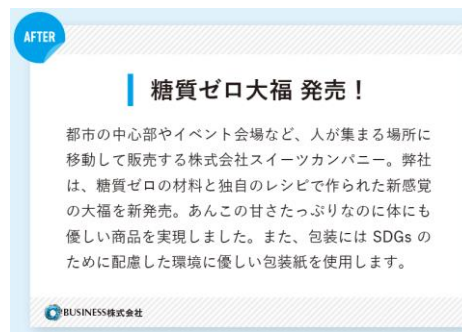 AFTER
糖質ゼロ大福 発売！
都市の中心部やイベント会場など、人が集まる場所に
移動して販売する株式会社スイーツカンパニー。弊社
は、糖質ゼロの材料と独自のレシピで作られた新感覚
の大福を新発売。あんこの甘さたっぷりなのに体にも
優しい商品を実現しました。また、包装には SDGs の
ために配慮した環境に優しい包装紙を使用します。
BUSINESS株式会社